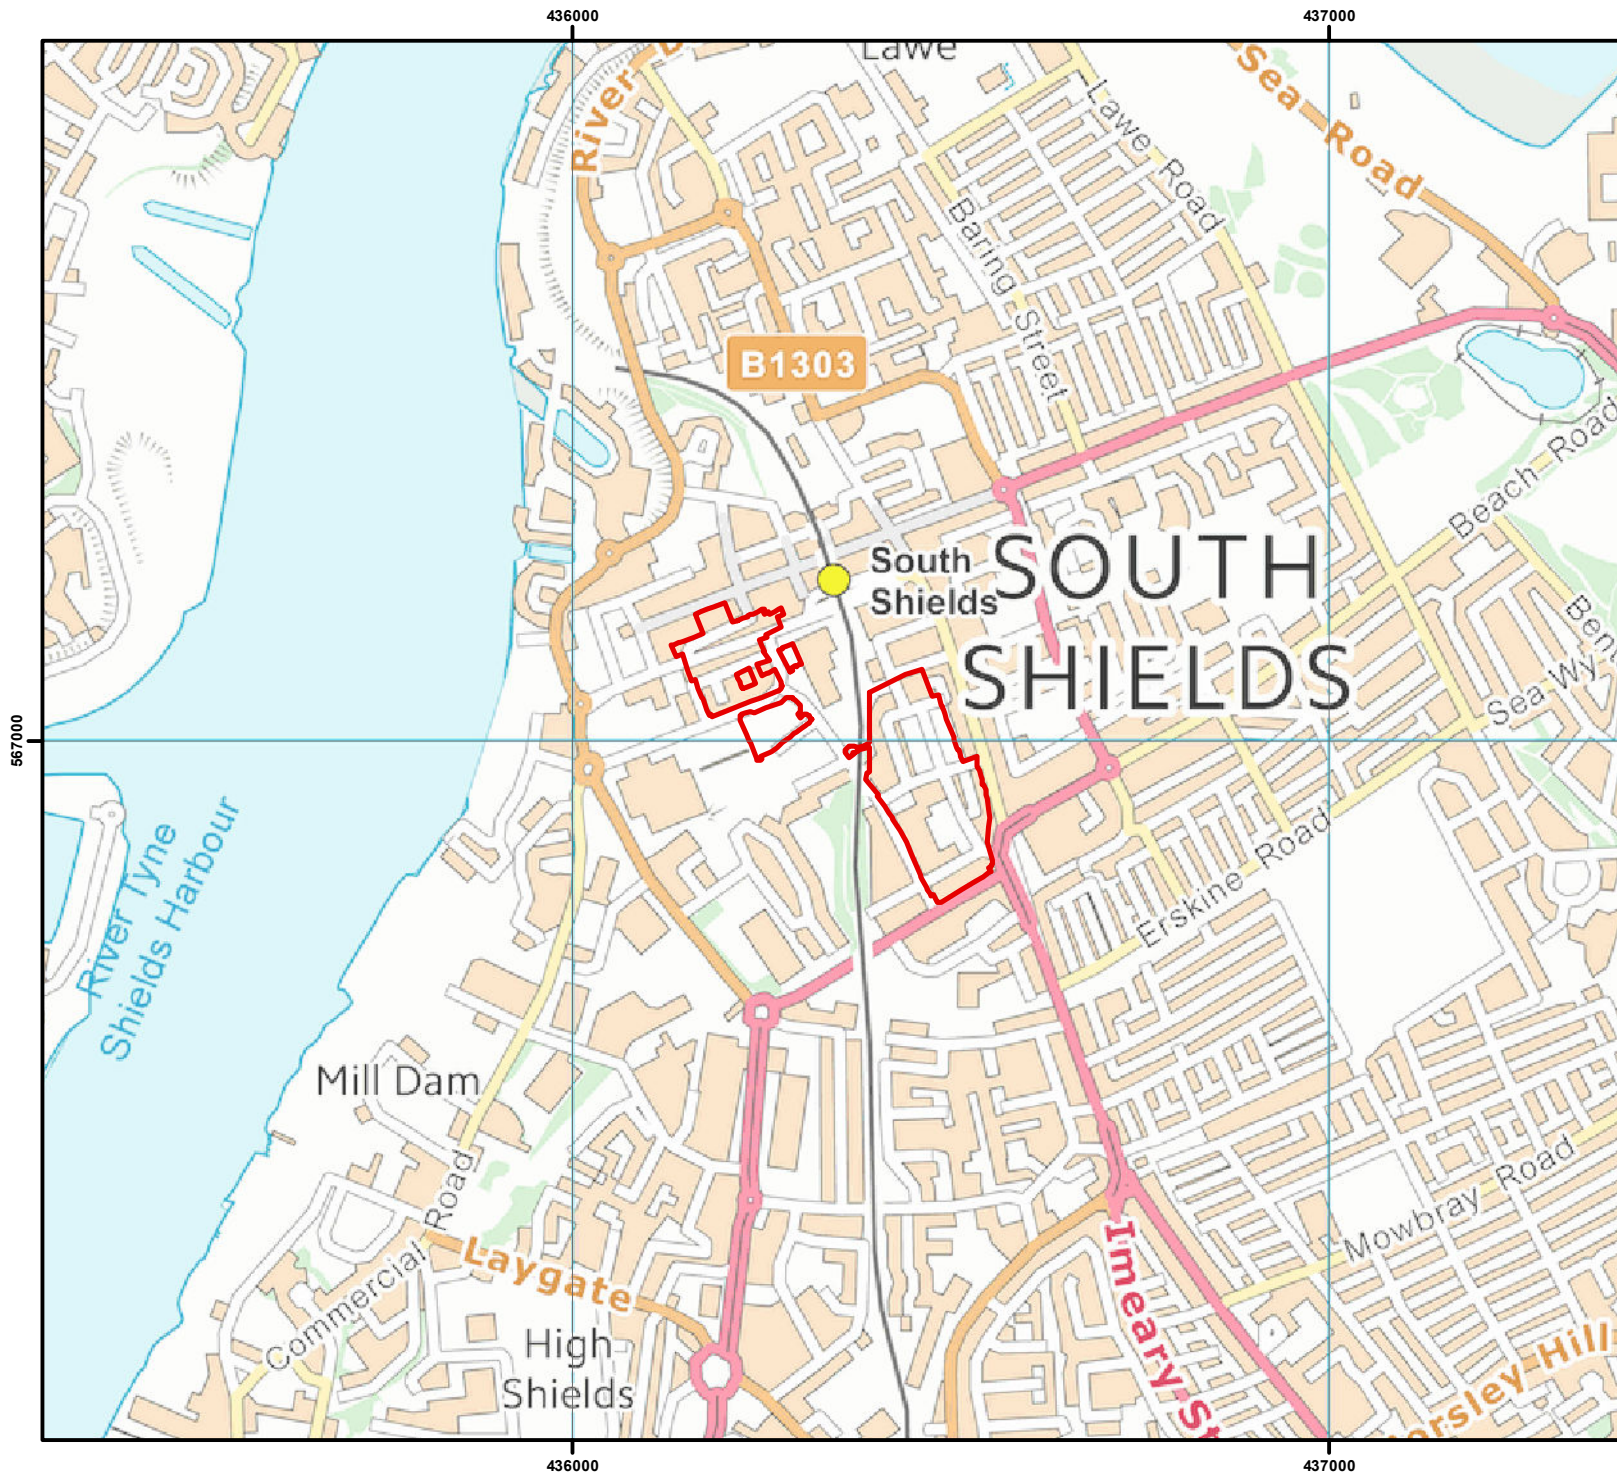 436000
437000
Lawe
River
Sea Road
Lawe Road
Baring Street
B1303
Beach Road
South
Shields
SOUTH
SHIELDS
Sea Wy
567000
River Tyne
Shields Harbour
Erskine Road
Mill Dam
Commercial Road
Laygate
High
Shields
Mowbray Road
Imeary St
436000
437000